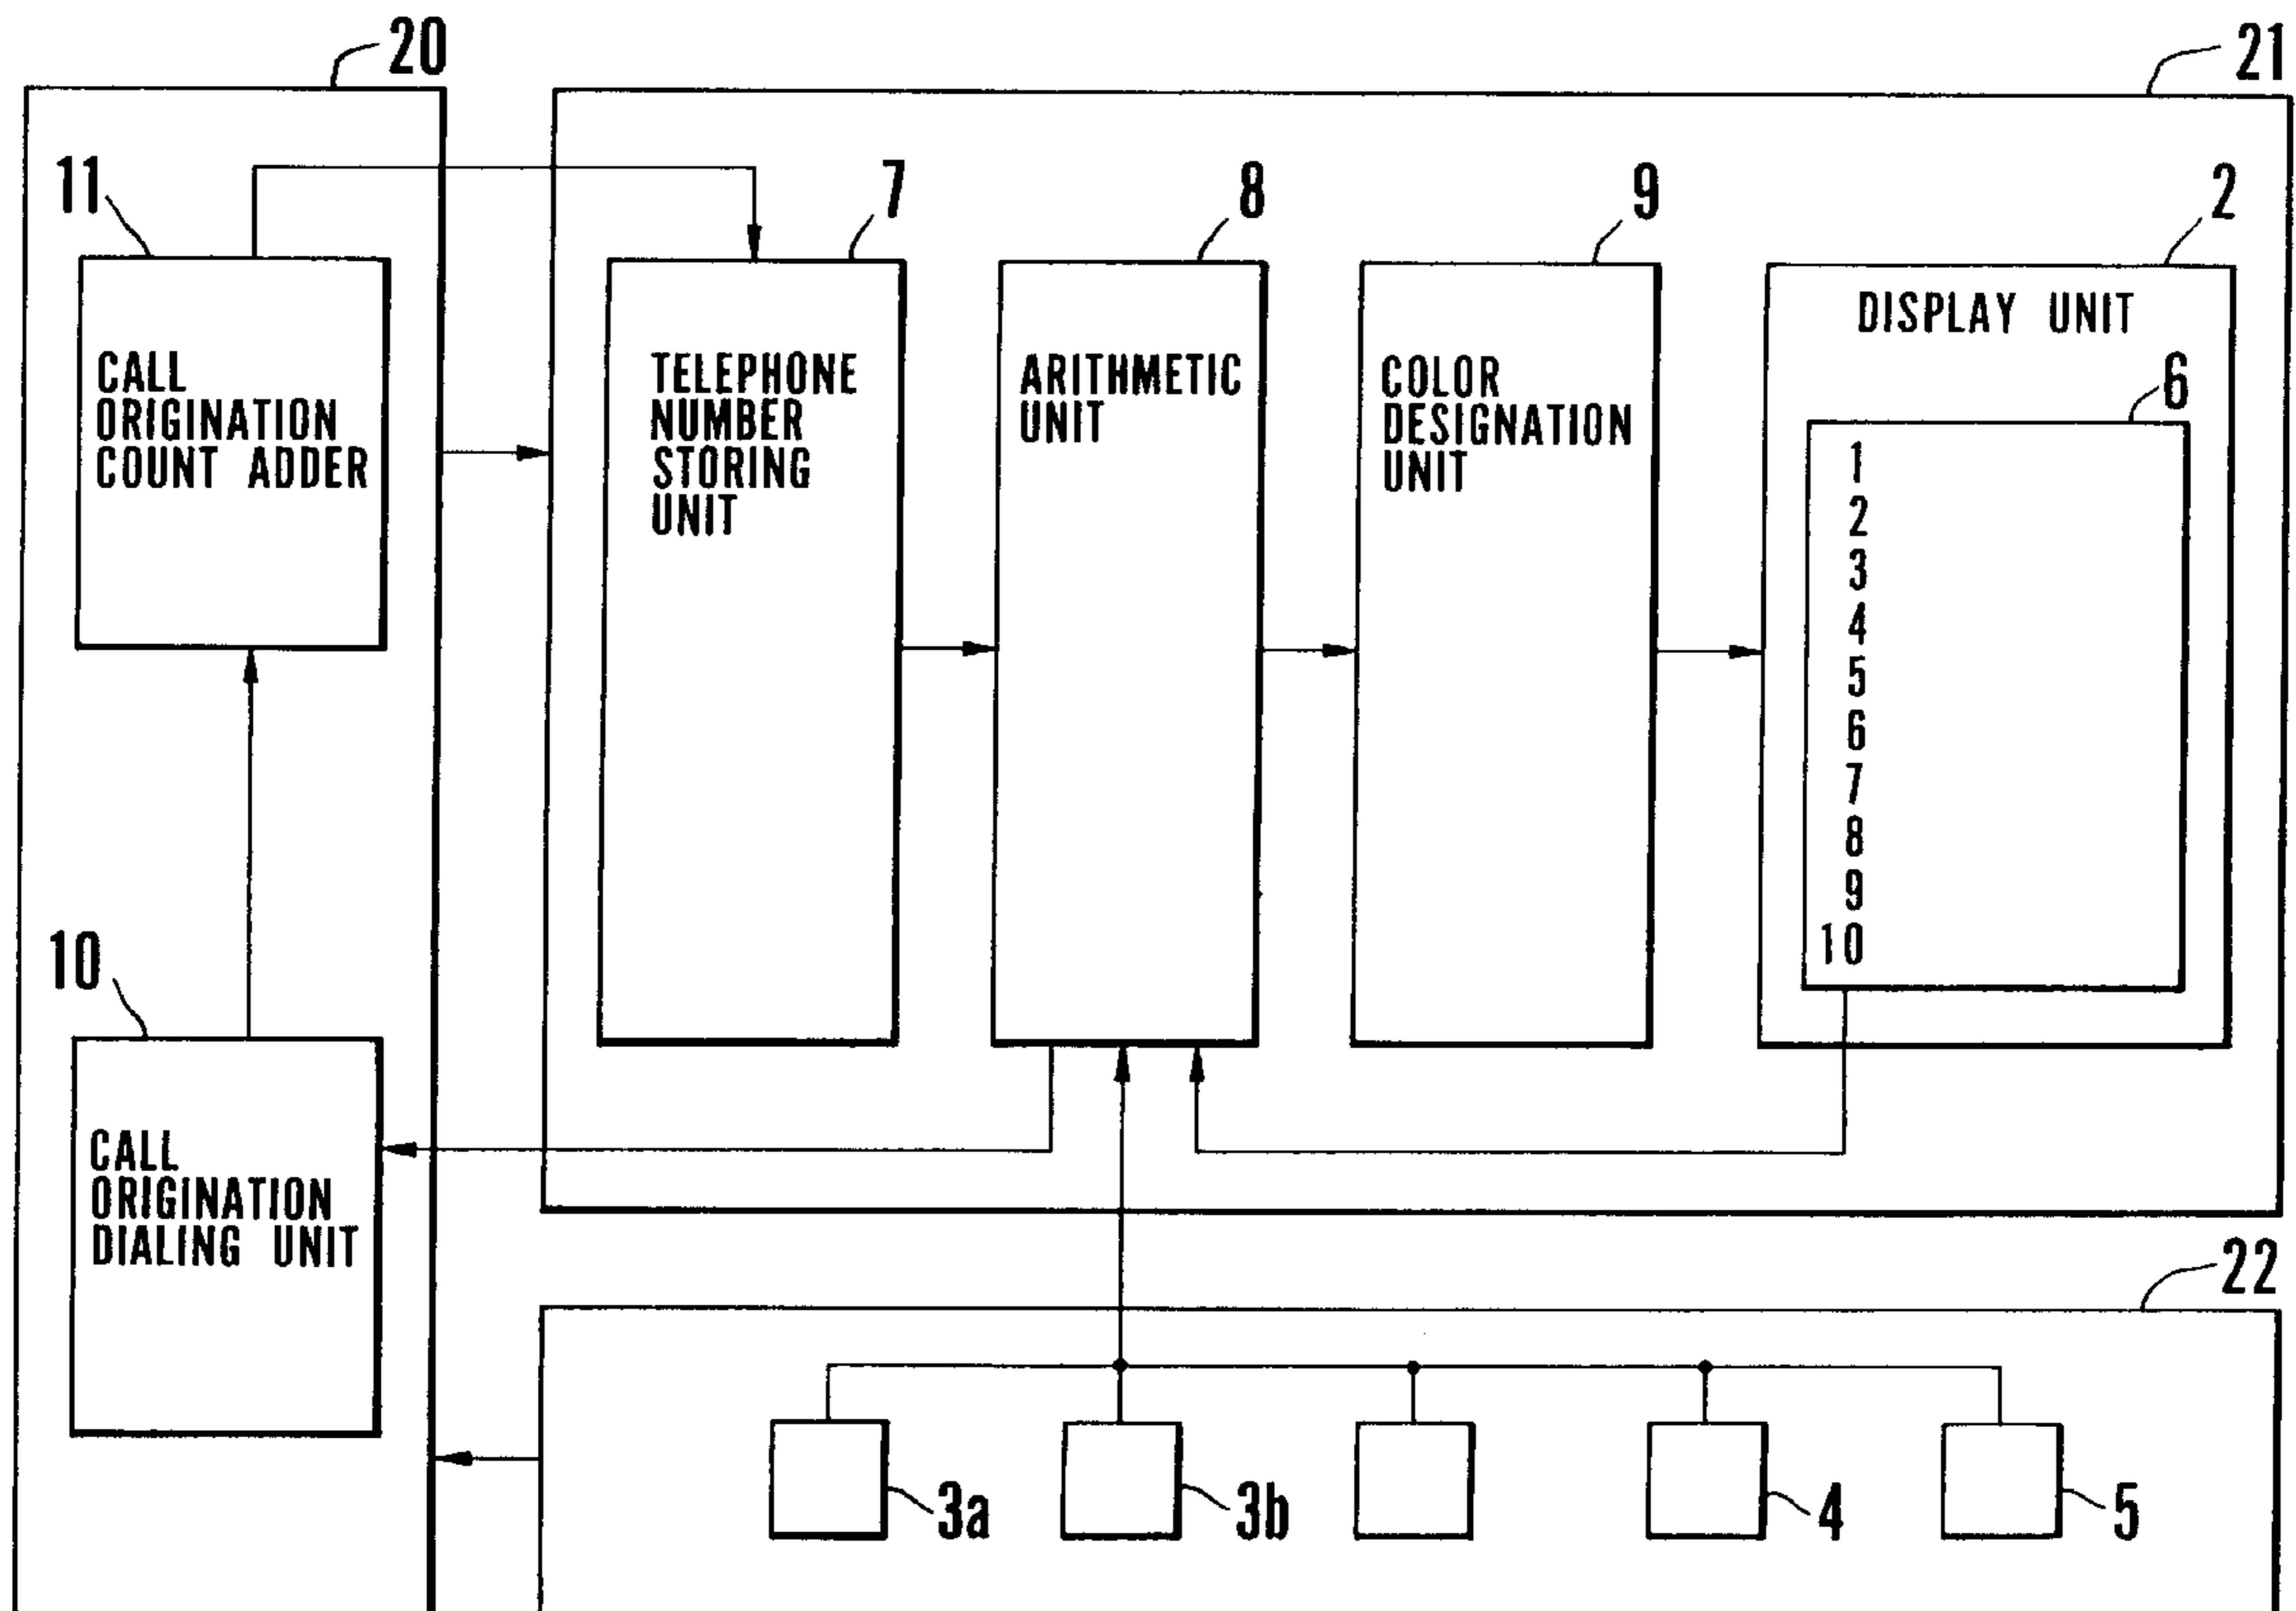 20
21
11
7
8
9
2
CALL
ORIGINATION
COUNT ADDER
TELEPHONE
NUMBER
STORING
UNIT
ARITHMETIC
UNIT
COLOR
DESIGNATION
UNIT
DISPLAY UNIT
6
1
2
3
4
5
6
7
8
9
10
10
CALL
ORIGINATION
DIALING UNIT
22
3a
3b
4
5